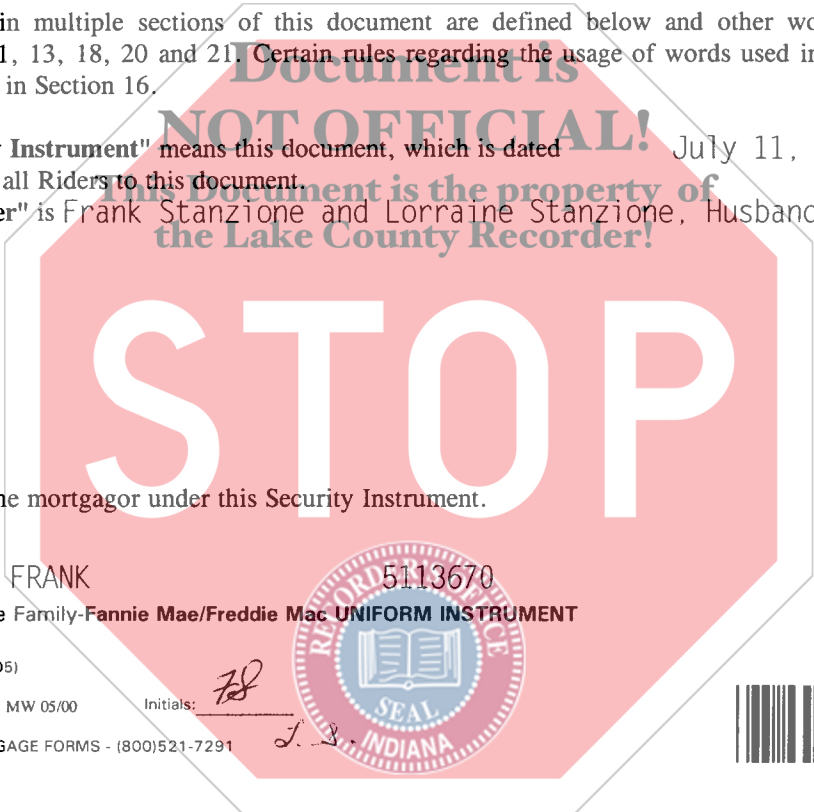 in multiple sections of this document are defined below and other wo
1, 13, 18, 20 and 21. Certain rules regarding the usage of words used in
in Section 16.
Document is
NOT OFFICIAL!
This Document is the property of
the Lake County Recorder!
Instrument" means this document, which is dated July 11,
all Riders to this document.
er" is Frank Stanzione and Lorraine Stanzione, Husband
STOP
he mortgagor under this Security Instrument.
FRANK 5113670
e Family-Fannie Mae/Freddie Mac UNIFORM INSTRUMENT
05)
MW 05/00 Initials: FS
L.S.
GAGE FORMS - (800)521-7291
RECORDER'S OFFICE
SEAL
INDIANA